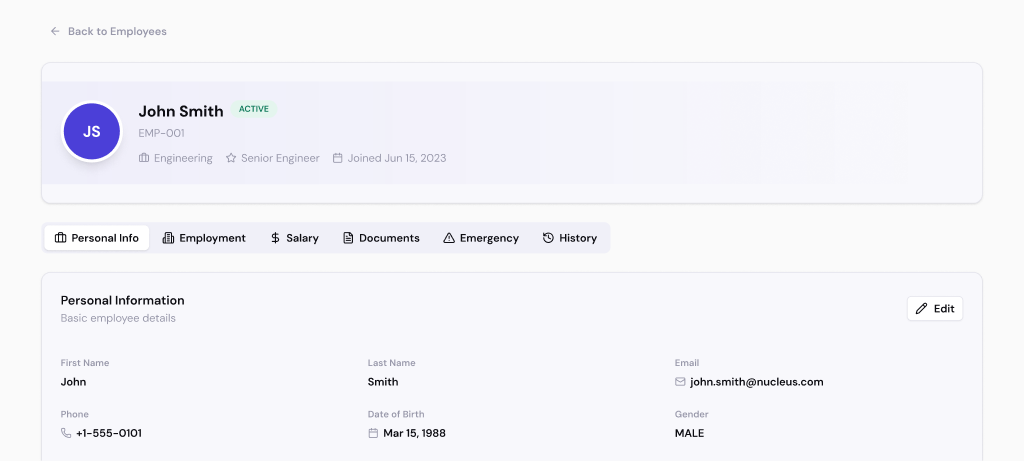 Back to Employees
JS
John Smith ACTIVE
EMP-001
Engineering Senior Engineer Joined Jun 15, 2023
Personal Info Employment Salary Documents Emergency History
Personal Information
Basic employee details
Edit
First Name Last Name Email
John Smith john.smith@nucleus.com
Phone Date of Birth Gender
+1-555-0101 Mar 15, 1988 MALE